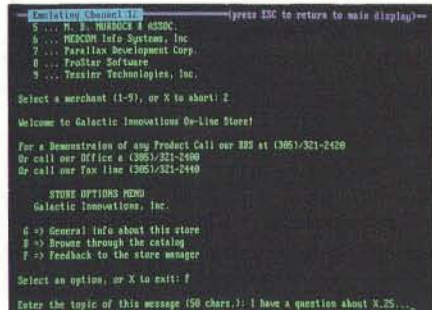 Emulating Channel 12 (press ESC to return to main display)
5 ... M. B. MURDOCK & ASSOC.
6 ... MEDCOM Info Systems, Inc
7 ... Parallax Development Corp.
8 ... ProStar Software
9 ... Tessier Technologies, Inc.
Select a merchant (1-9), or X to abort: 2
Welcome to Galactic Innovations On-Line Store!
For a Demonstraion of any Product Call our BBS at (305)/321-2420
Or call our Office a (305)/321-2400
Or call our Fax line (305)/321-2440
STORE OPTIONS MENU
Galactic Innovations, Inc.
G => General info about this store
B => Browse through the catalog
F => Feedback to the store manager
Select an option, or X to exit: F
Enter the topic of this message (50 chars.): I have a question about X.25..._